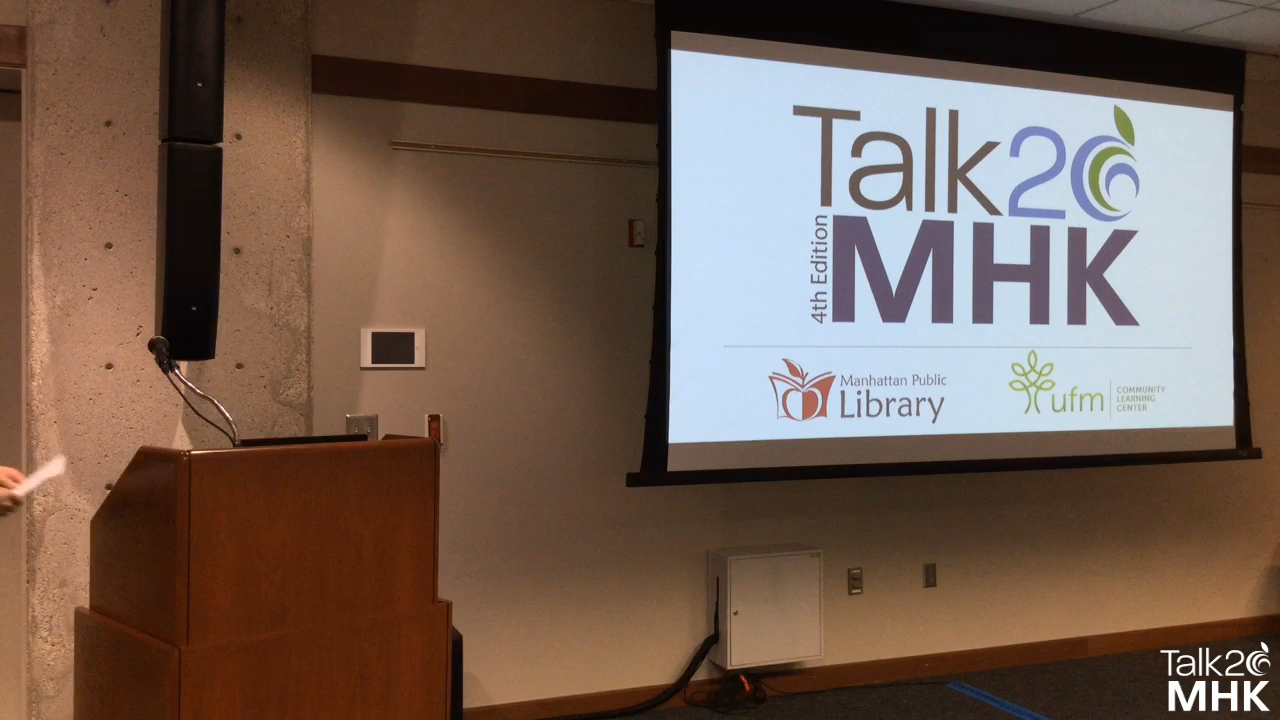 Talk20
4th Edition
MHK
Manhattan Public
Library
ufm
COMMUNITY
LEARNING
CENTER
Talk20
MHK